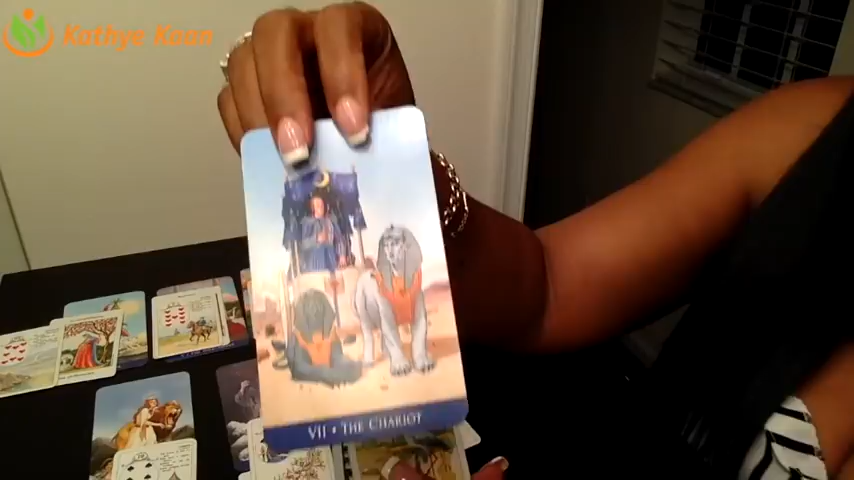 Kathye Koan
VII • THE CHARIOT